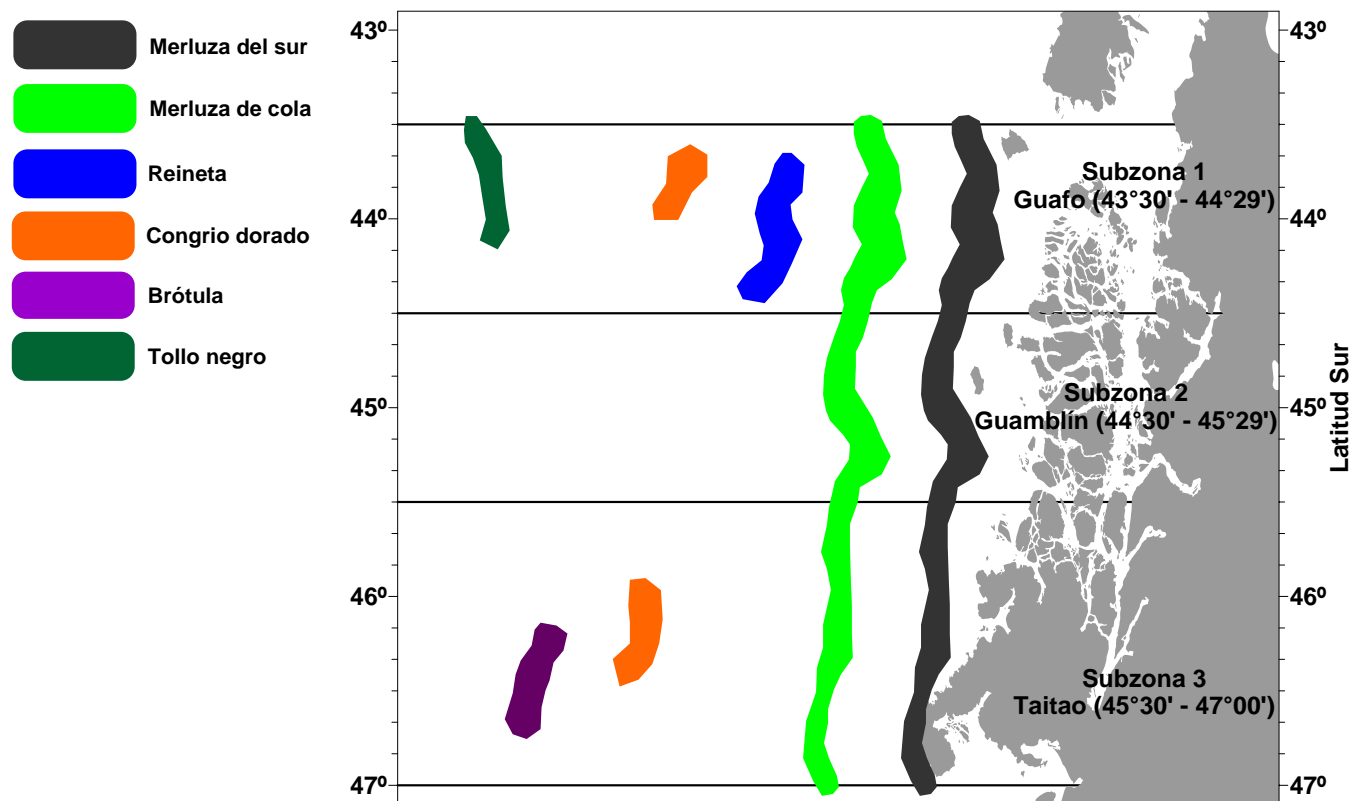 Merluza del sur
Merluza de cola
Reineta
Congrio dorado
Brótula
Tollo negro
43º
44º
45º
46º
47º
Subzona 1
Guafo (43°30' - 44°29')
Subzona 2
Guamblín (44°30' - 45°29')
Subzona 3
Taitao (45°30' - 47°00')
43º
44º
45º
46º
47º
Latitud Sur